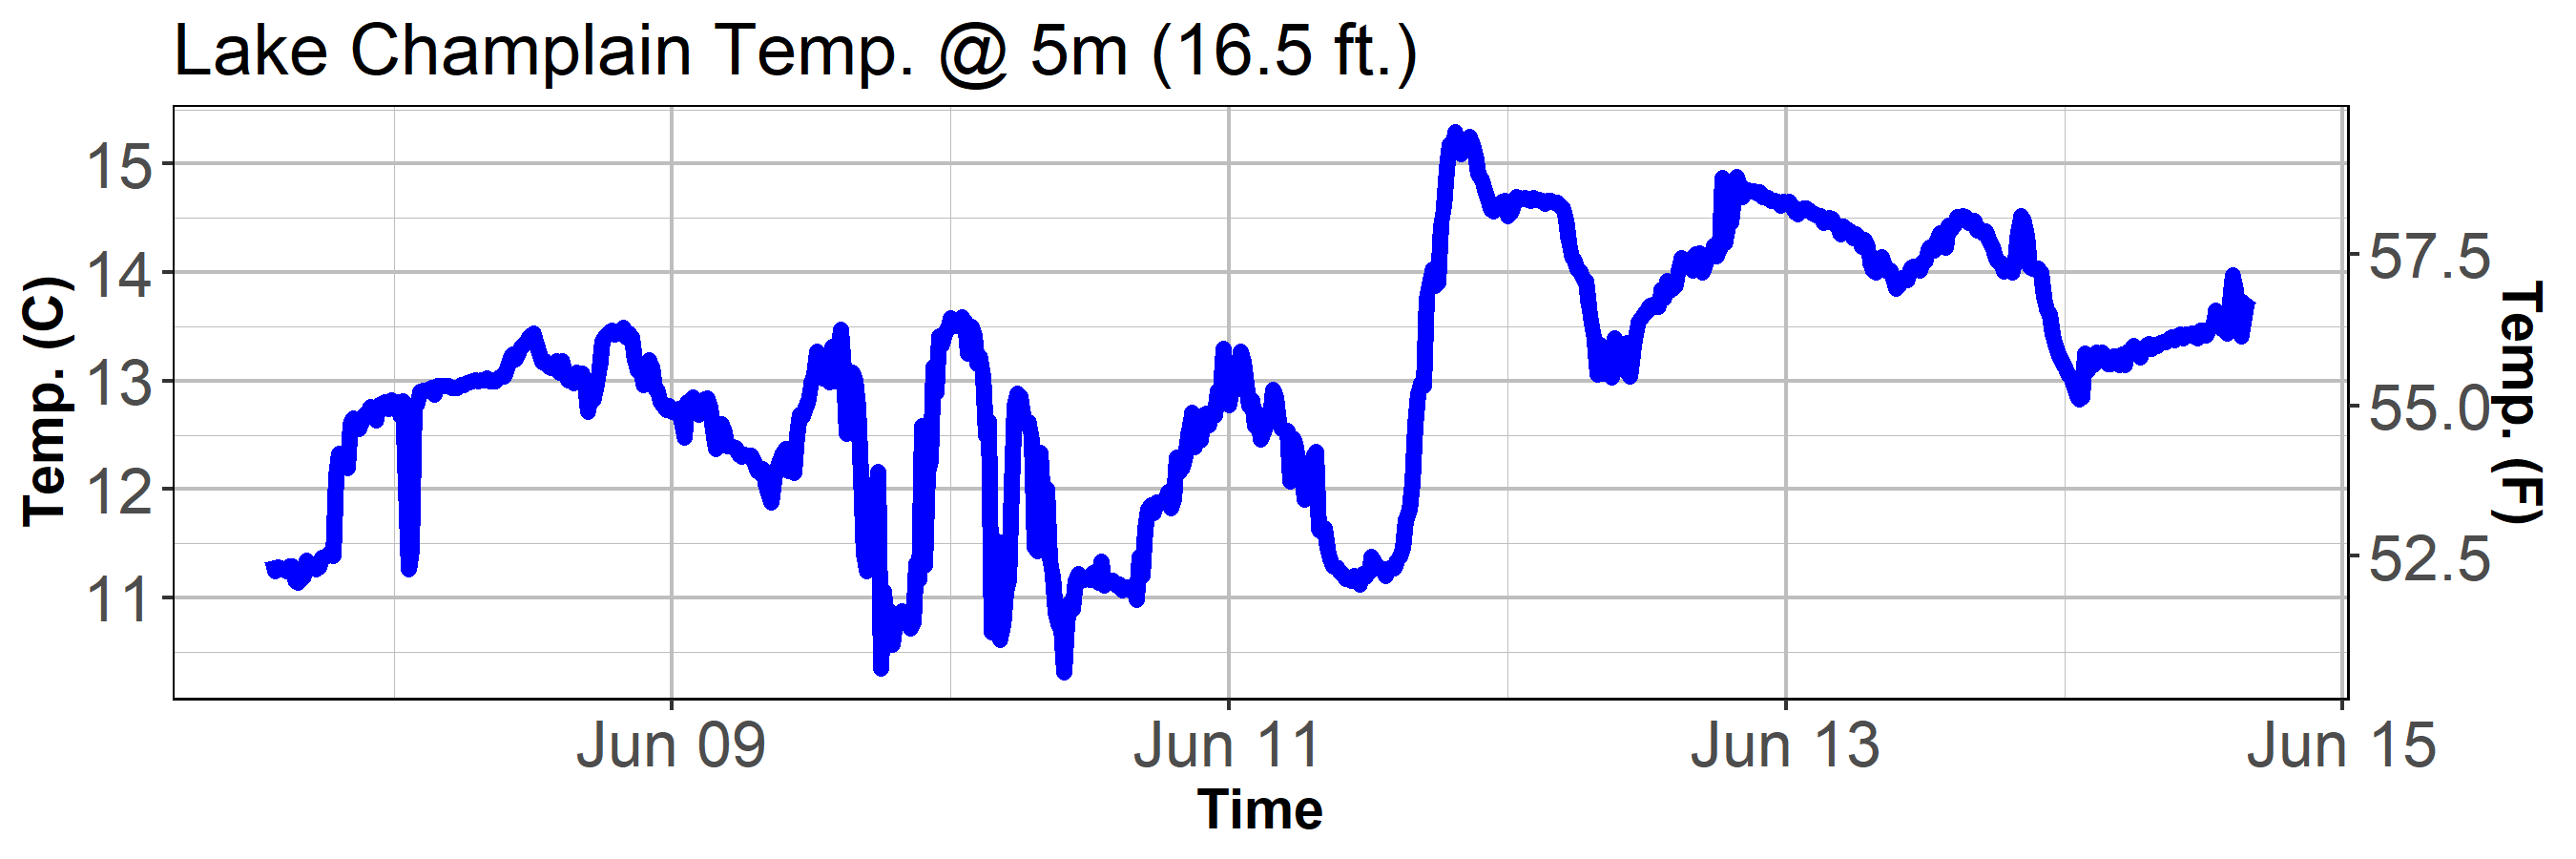 Lake Champlain Temp. @ 5m (16.5 ft.)
Temp. (C)
15
14
13
12
11
57.5
55.0
52.5
Temp. (F)
Jun 09
Jun 11
Jun 13
Jun 15
Time